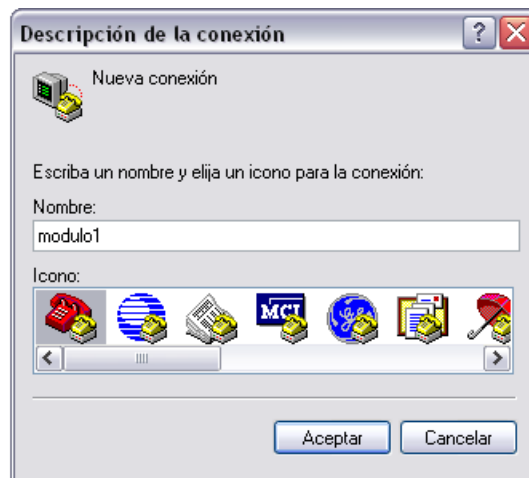 Descripción de la conexión
Nueva conexión
Escriba un nombre y elija un icono para la conexión:
Nombre:
modulo1
Icono:
MCI
Aceptar
Cancelar